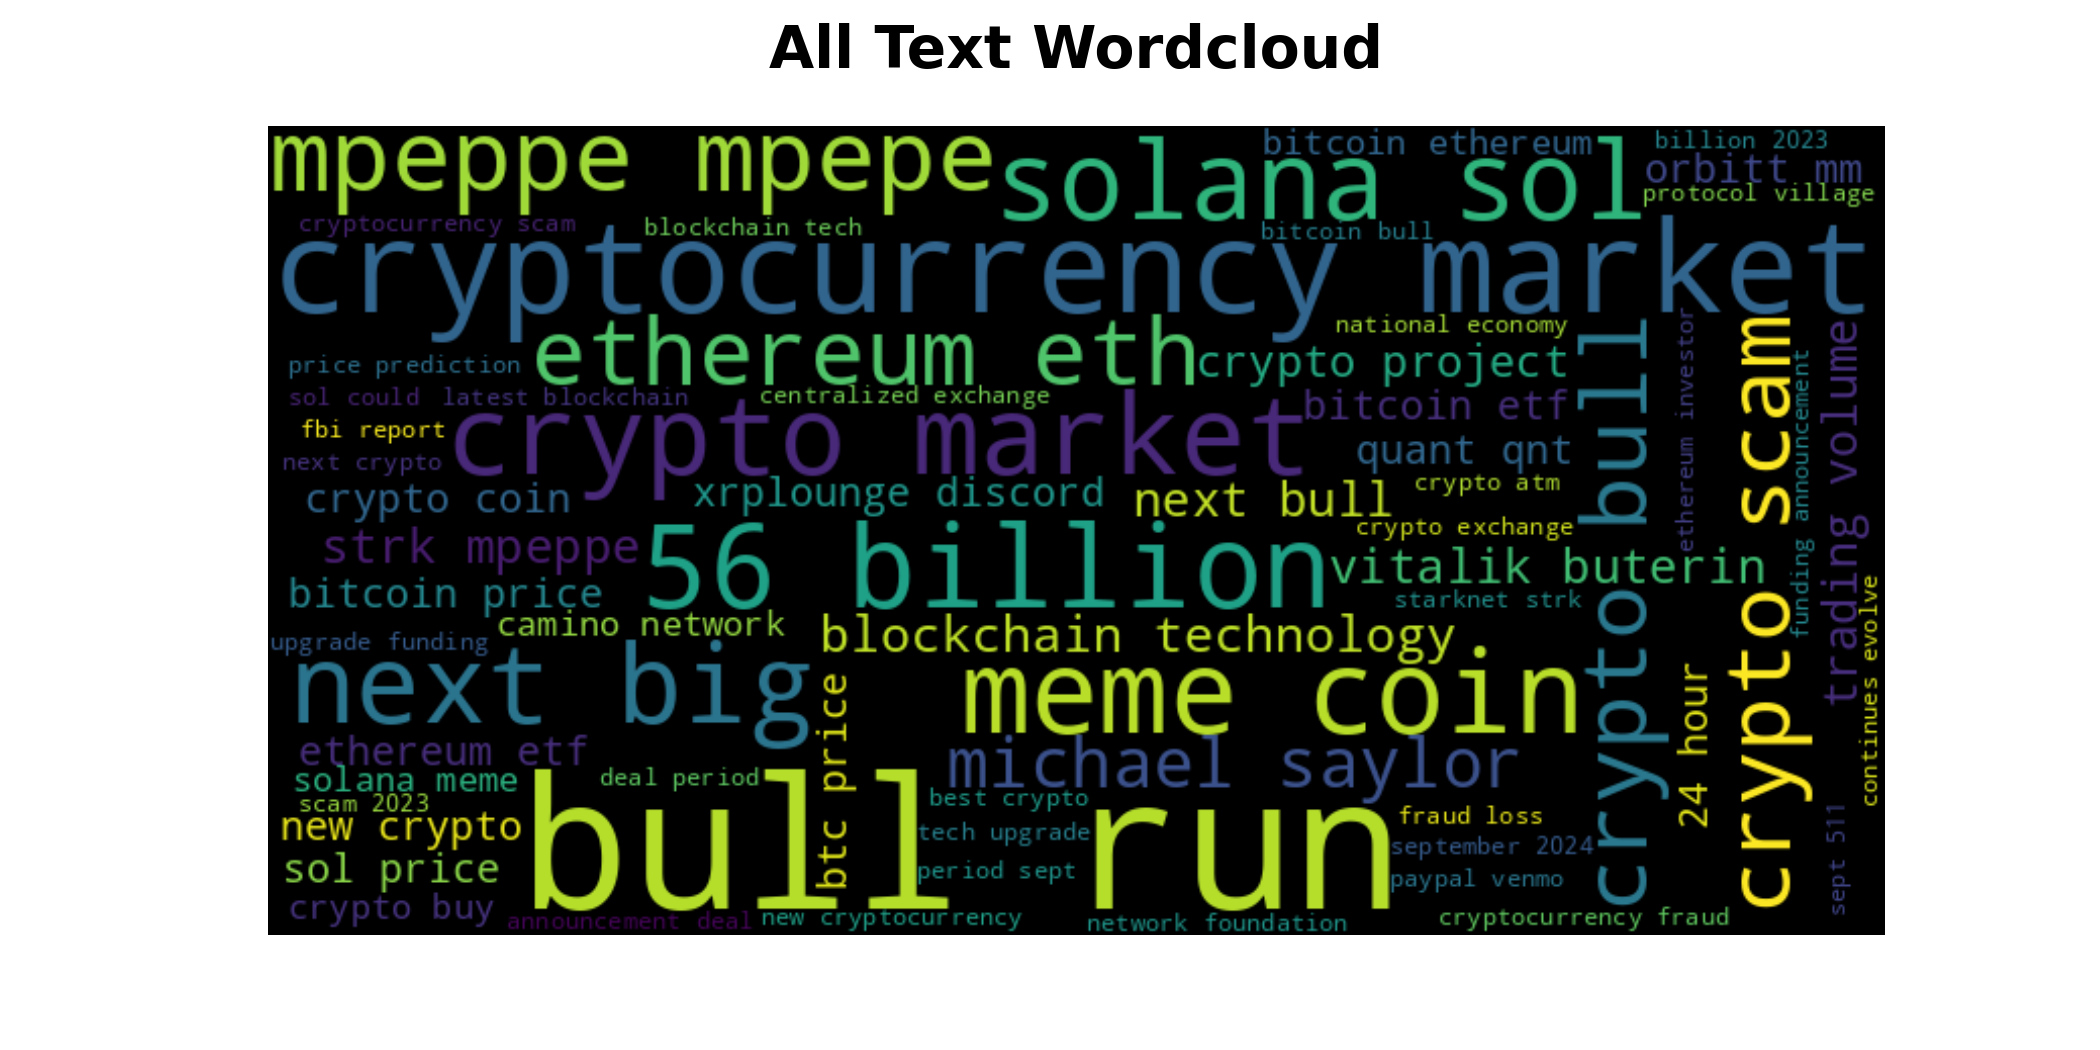 All Text Wordcloud
mpeppe mpepe
solana sol
bitcoin ethereum
billion 2023
orbitt mm
protocol village
cryptocurrency scam
blockchain tech
bitcoin bull
cryptocurrency market
national economy
ethereum eth
crypto project
price prediction
sol could
latest blockchain
centralized exchange
bitcoin etf
fbi report
crypto market
quant qnt
next crypto
crypto coin
xrplounge discord
next bull
crypto atm
crypto exchange
strk mpeppe
56 billion
vitalik buterin
bitcoin price
starknet strk
camino network
blockchain technology
upgrade funding
next big
meme coin
ethereum etf
michael saylor
solana meme
deal period
scam 2023
best crypto
new crypto
bull run
fraud loss
tech upgrade
september 2024
sol price
period sept
paypal venmo
crypto buy
announcement deal
new cryptocurrency
network foundation
cryptocurrency fraud
btc price
crypto bull
ethereum investor
24 hour
crypto scam
funding announcement
trading volume
sept 511
continues evolve